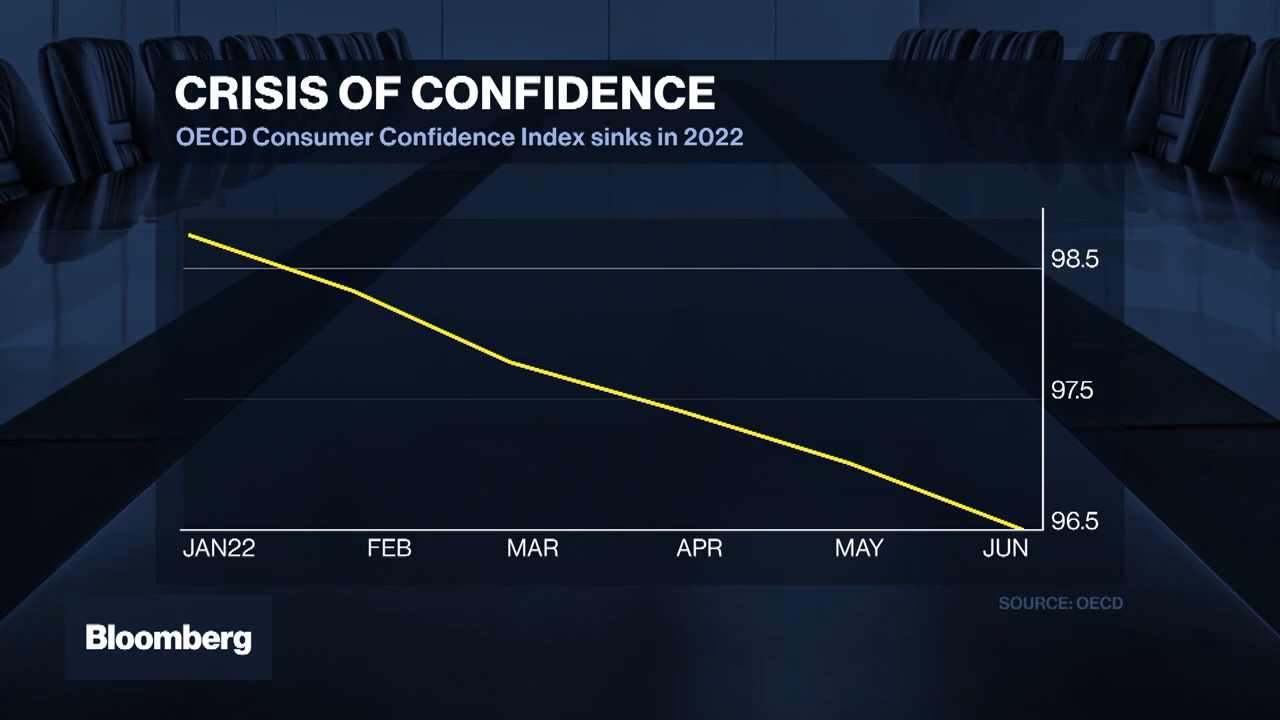 CRISIS OF CONFIDENCE
OECD Consumer Confidence Index sinks in 2022
98.5
97.5
96.5
JAN22 FEB MAR APR MAY JUN
SOURCE: OECD
Bloomberg